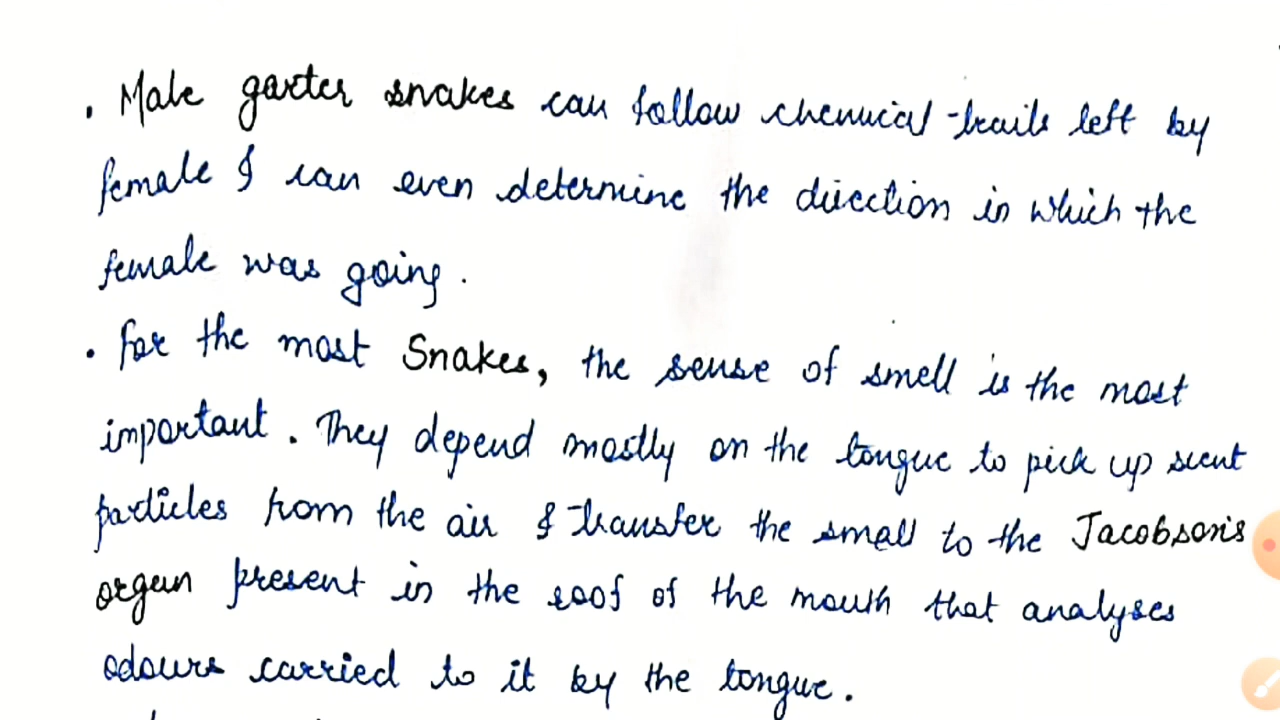 . Male garter snakes can follow chemical trails left by
female & can even determine the direction in which the
female was going.
. For the most Snakes, the sense of smell is the most
important. They depend mostly on the tongue to pick up scent
particles from the air & transfer the small to the Jacobson's
organ present in the roof of the mouth that analyses
odours carried to it by the tongue.